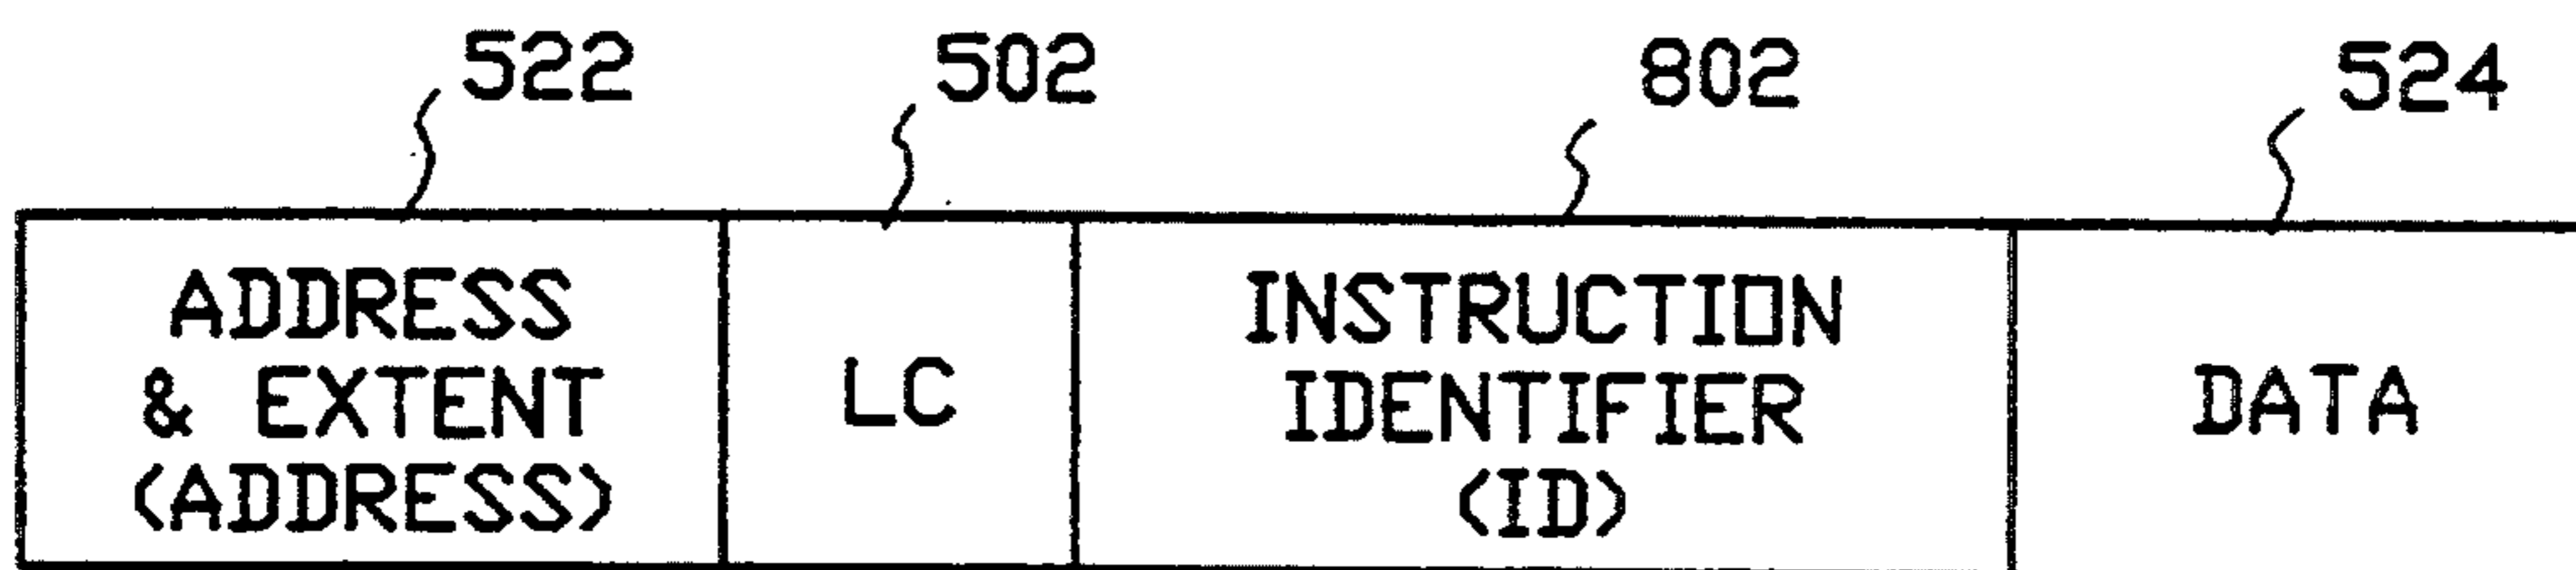 522 502 802 524
ADDRESS
& EXTENT
(ADDRESS)
LC
INSTRUCTION
IDENTIFIER
(ID)
DATA